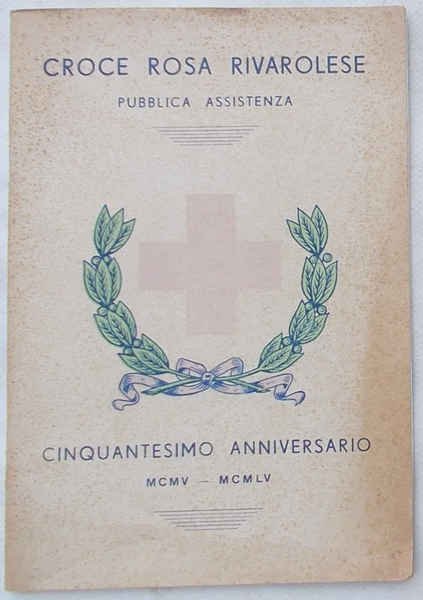 CROCE ROSA RIVAROLESE
PUBBLICA ASSISTENZA
CINQUANTESIMO ANNIVERSARIO
MCMV — MCMLV